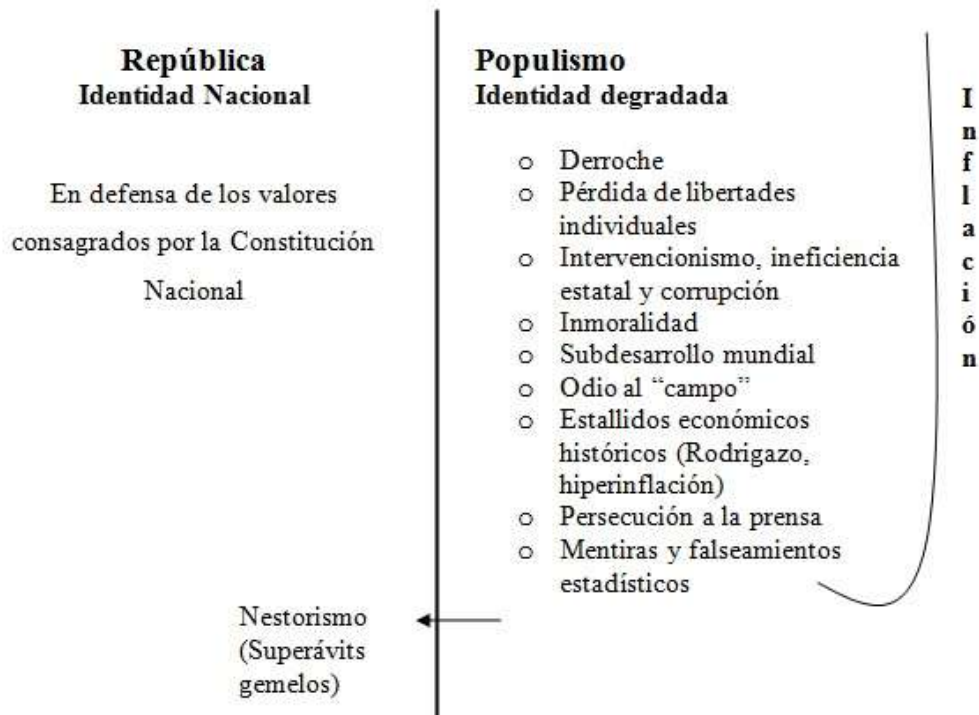 República
Identidad Nacional
En defensa de los valores
consagrados por la Constitución
Nacional
Populismo
Identidad degradada
o Derroche
o Pérdida de libertades
individuales
o Intervencionismo, ineficiencia
estatal y corrupción
o Inmoralidad
o Subdesarrollo mundial
o Odio al “campo”
o Estallidos económicos
históricos (Rodrigazo,
hiperinflación)
o Persecución a la prensa
o Mentiras y falseamientos
estadísticos
Inflación
Nestorismo
(Superávits
gemelos)